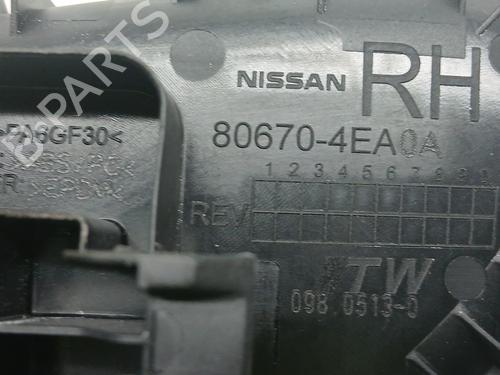 NISSAN RH
>PA6GF30<
80670-4EA0A
1 2 3 4 5 6 7 8 9
REV
TW
098 0513-0
B-PARTS